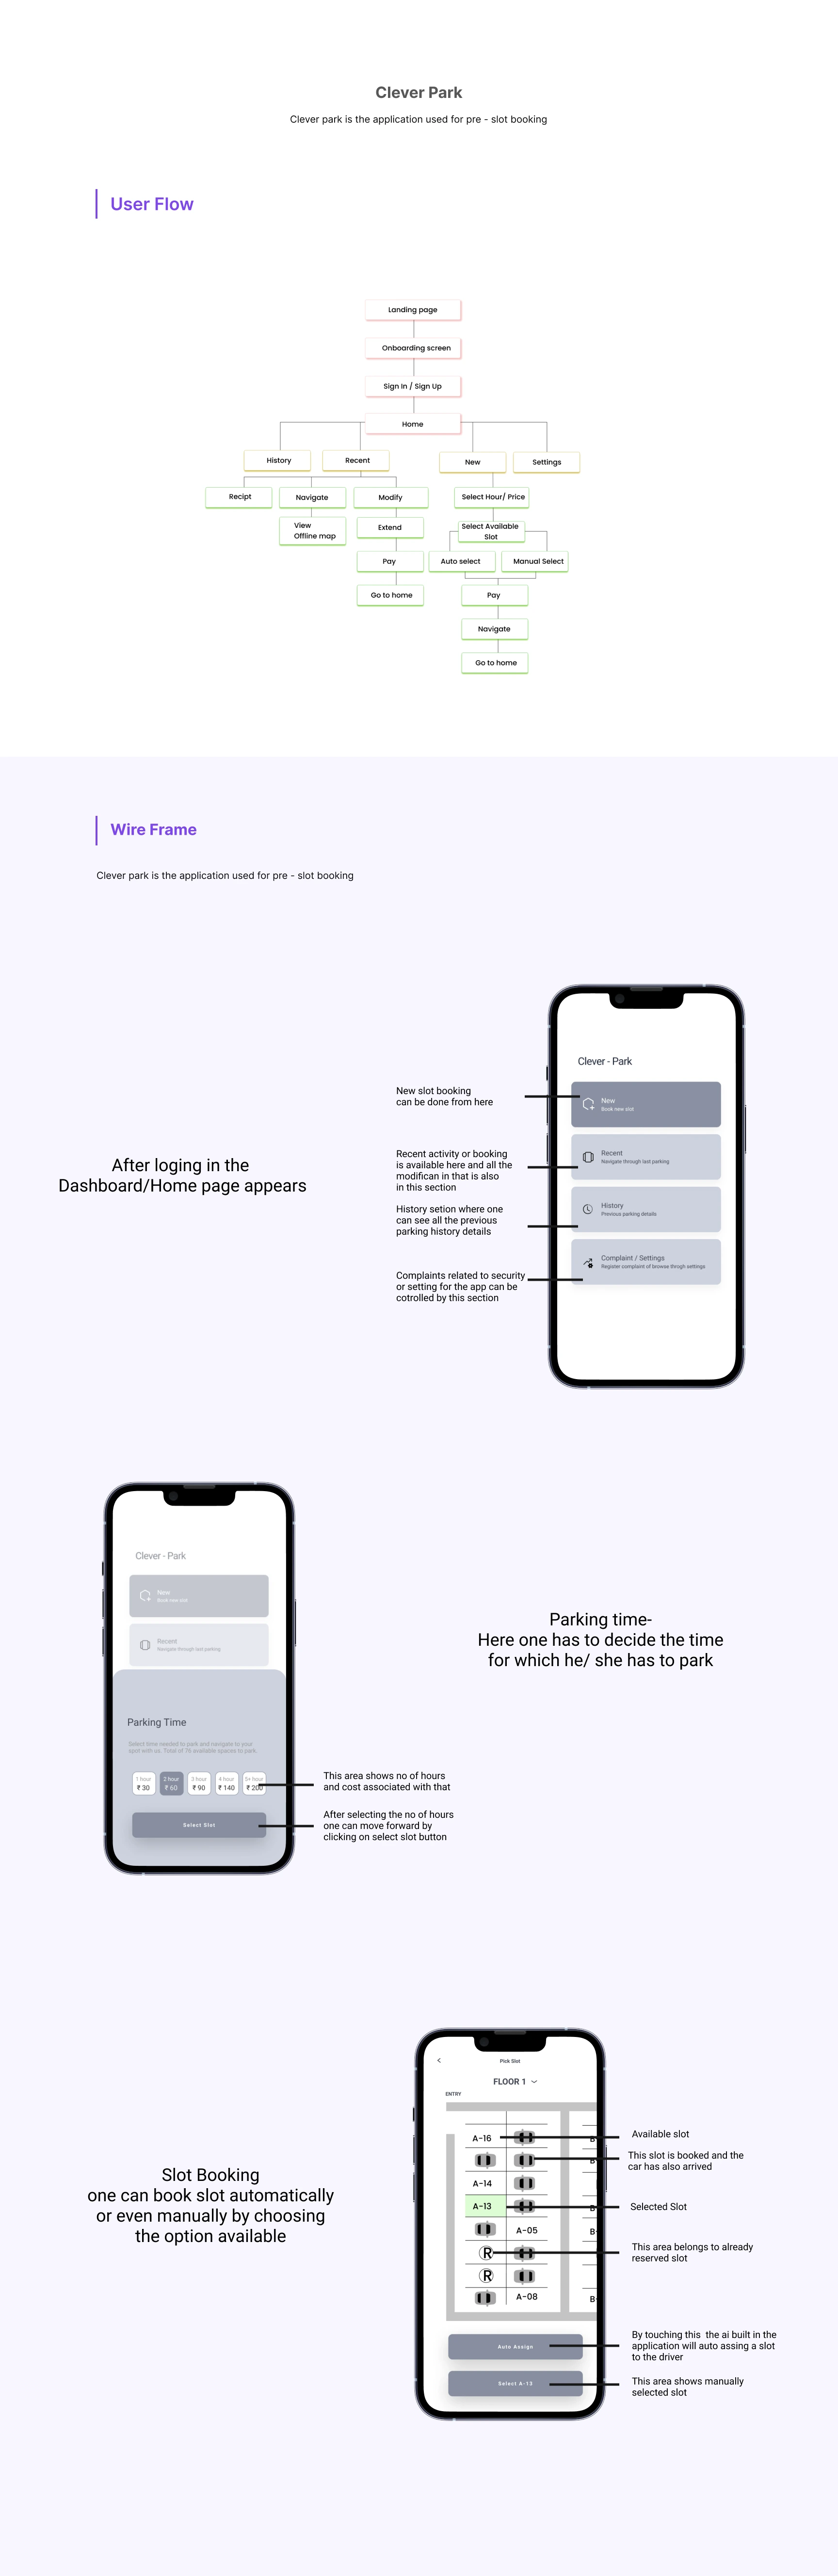 Clever Park
Clever park is the application used for pre - slot booking
User Flow
Landing page
Onboarding screen
Sign In / Sign Up
Home
History
Recent
New
Settings
Recipt
Navigate
Modify
Select Hour/ Price
View
Offline map
Extend
Select Available
Slot
Pay
Auto select
Manual Select
Go to home
Pay
Navigate
Go to home
Wire Frame
Clever park is the application used for pre - slot booking
After loging in the
Dashboard/Home page appears
New slot booking
can be done from here
Recent activity or booking
is available here and all the
modifican in that is also
in this section
History setion where one
can see all the previous
parking history details
Complaints related to security
or setting for the app can be
cotrolled by this section
Clever - Park
New
Book new slot
Recent
Navigate through last parking
History
Previous parking details
Complaint / Settings
Register complaint of browse throgh settings
Clever - Park
New
Book new slot
Recent
Navigate through last parking
Parking Time
Select time needed to park and navigate to your
spot with us. Total of 76 available spaces to park.
1 hour
₹ 30
2 hour
₹ 60
3 hour
₹ 90
4 hour
₹ 140
5+ hour
₹ 200
Select Slot
Parking time-
Here one has to decide the time
for which he/ she has to park
This area shows no of hours
and cost associated with that
After selecting the no of hours
one can move forward by
clicking on select slot button
Slot Booking
one can book slot automatically
or even manually by choosing
the option available
<
Pick Slot
FLOOR 1
ENTRY
A-16
A-14
A-13
A-05
R
R
A-08
B-
B-
B-
B-
B-
Auto Assign
Select A-13
Available slot
This slot is booked and the
car has also arrived
Selected Slot
This area belongs to already
reserved slot
By touching this the ai built in the
application will auto assing a slot
to the driver
This area shows manually
selected slot